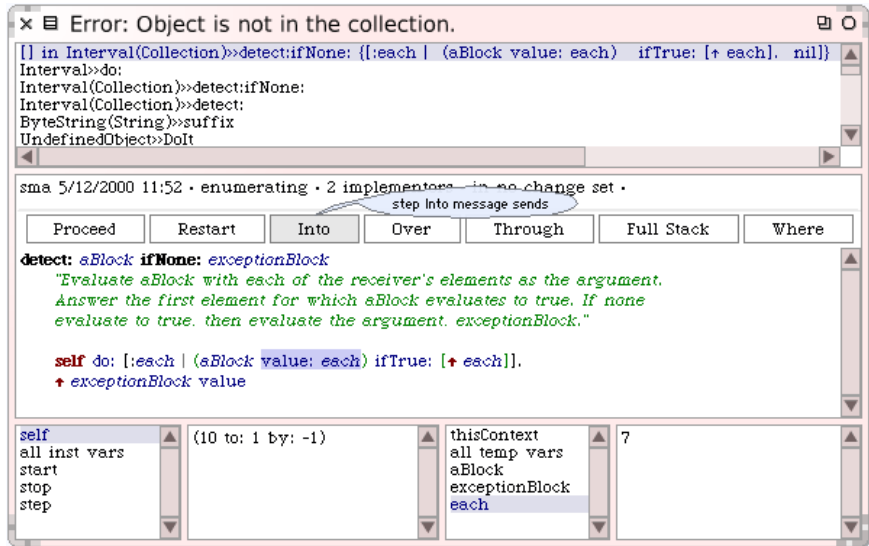 Error: Object is not in the collection.
[] in Interval(Collection)>>detect:ifNone: {[:each | (aBlock value: each) ifTrue: [↑ each]. nil]}
Interval>>do:
Interval(Collection)>>detect:ifNone:
Interval(Collection)>>detect:
ByteString(String)>>suffix
UndefinedObject>>DoIt
sma 5/12/2000 11:52 · enumerating · 2 implementors · in no change set ·
step Into message sends
Proceed Restart Into Over Through Full Stack Where
detect: aBlock ifNone: exceptionBlock
"Evaluate aBlock with each of the receiver's elements as the argument.
Answer the first element for which aBlock evaluates to true. If none
evaluate to true, then evaluate the argument, exceptionBlock."
self do: [:each | (aBlock value: each) ifTrue: [↑ each]].
↑ exceptionBlock value
self
all inst vars
start
stop
step
(10 to: 1 by: -1)
thisContext
all temp vars
aBlock
exceptionBlock
each
7